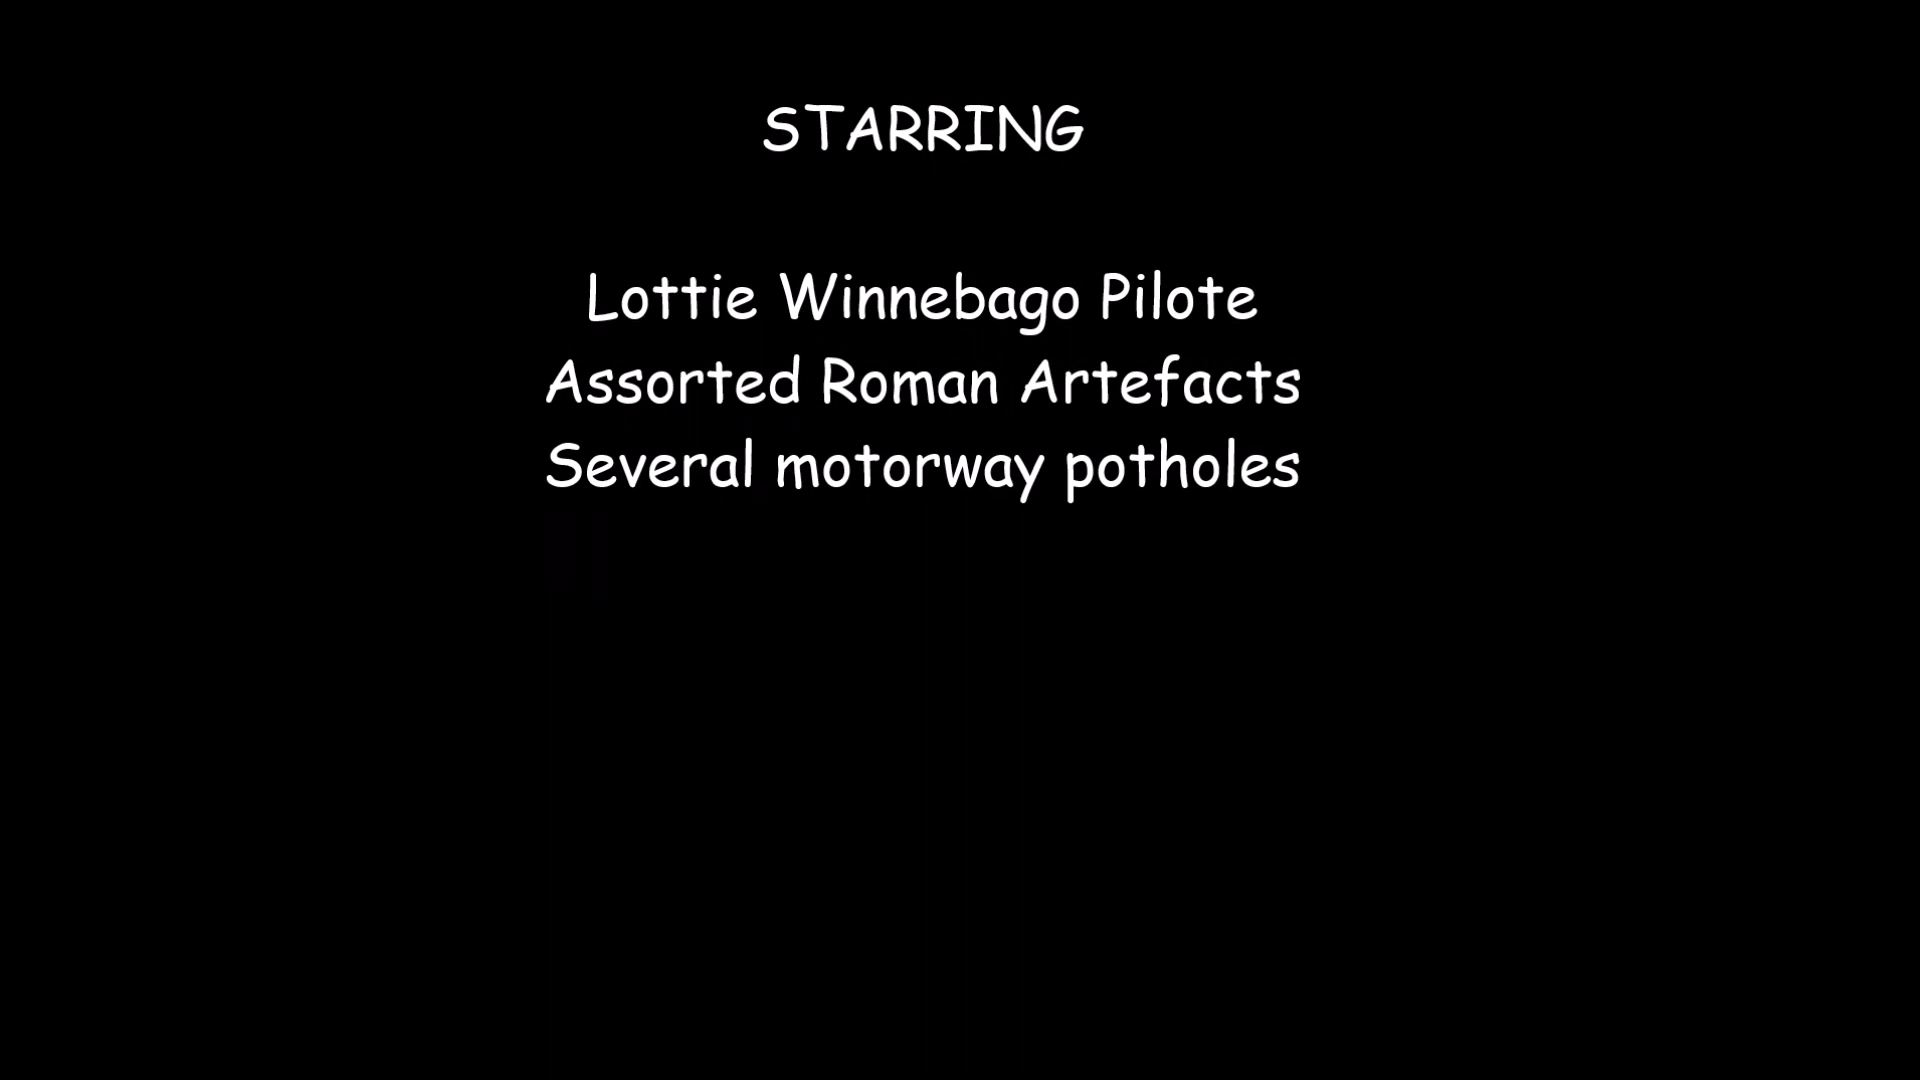 STARRING
Lottie Winnebago Pilote
Assorted Roman Artefacts
Several motorway potholes